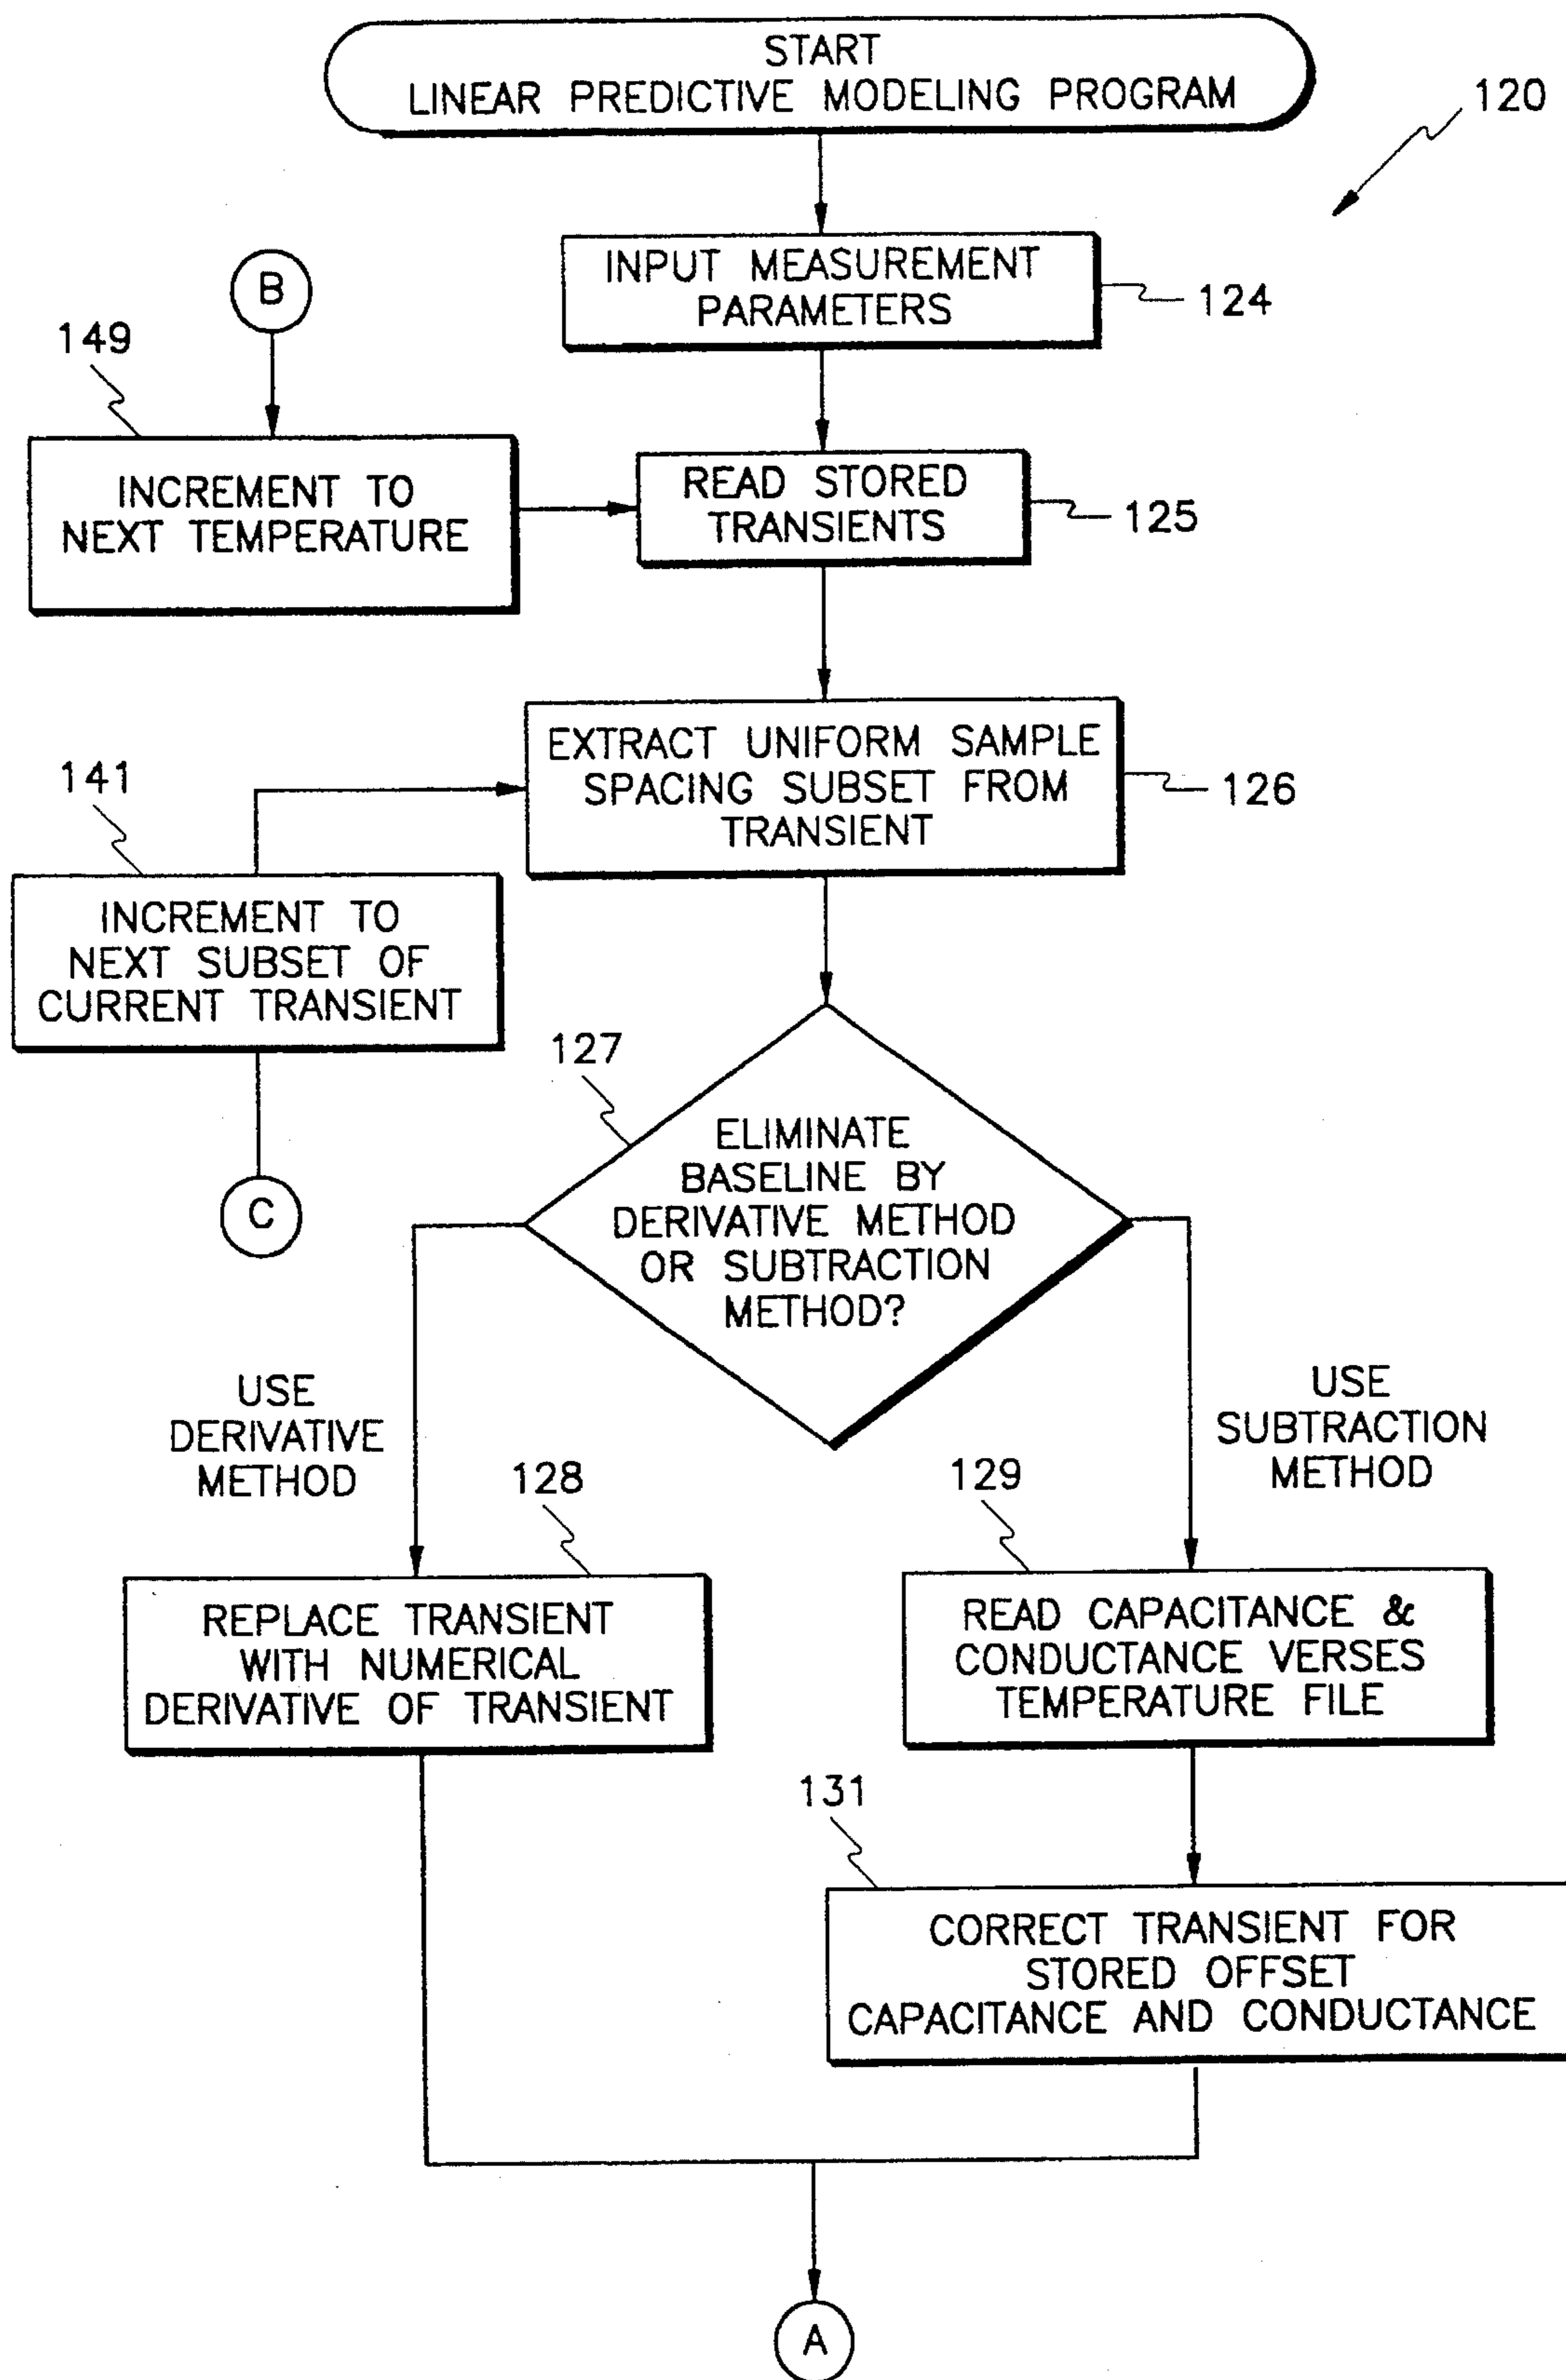 START
LINEAR PREDICTIVE MODELING PROGRAM
120
INPUT MEASUREMENT
PARAMETERS
124
B
149
INCREMENT TO
NEXT TEMPERATURE
READ STORED
TRANSIENTS
125
EXTRACT UNIFORM SAMPLE
SPACING SUBSET FROM
TRANSIENT
126
141
INCREMENT TO
NEXT SUBSET OF
CURRENT TRANSIENT
C
127
ELIMINATE
BASELINE BY
DERIVATIVE METHOD
OR SUBTRACTION
METHOD?
USE
DERIVATIVE
METHOD
USE
SUBTRACTION
METHOD
128
REPLACE TRANSIENT
WITH NUMERICAL
DERIVATIVE OF TRANSIENT
129
READ CAPACITANCE &
CONDUCTANCE VERSES
TEMPERATURE FILE
131
CORRECT TRANSIENT FOR
STORED OFFSET
CAPACITANCE AND CONDUCTANCE
A